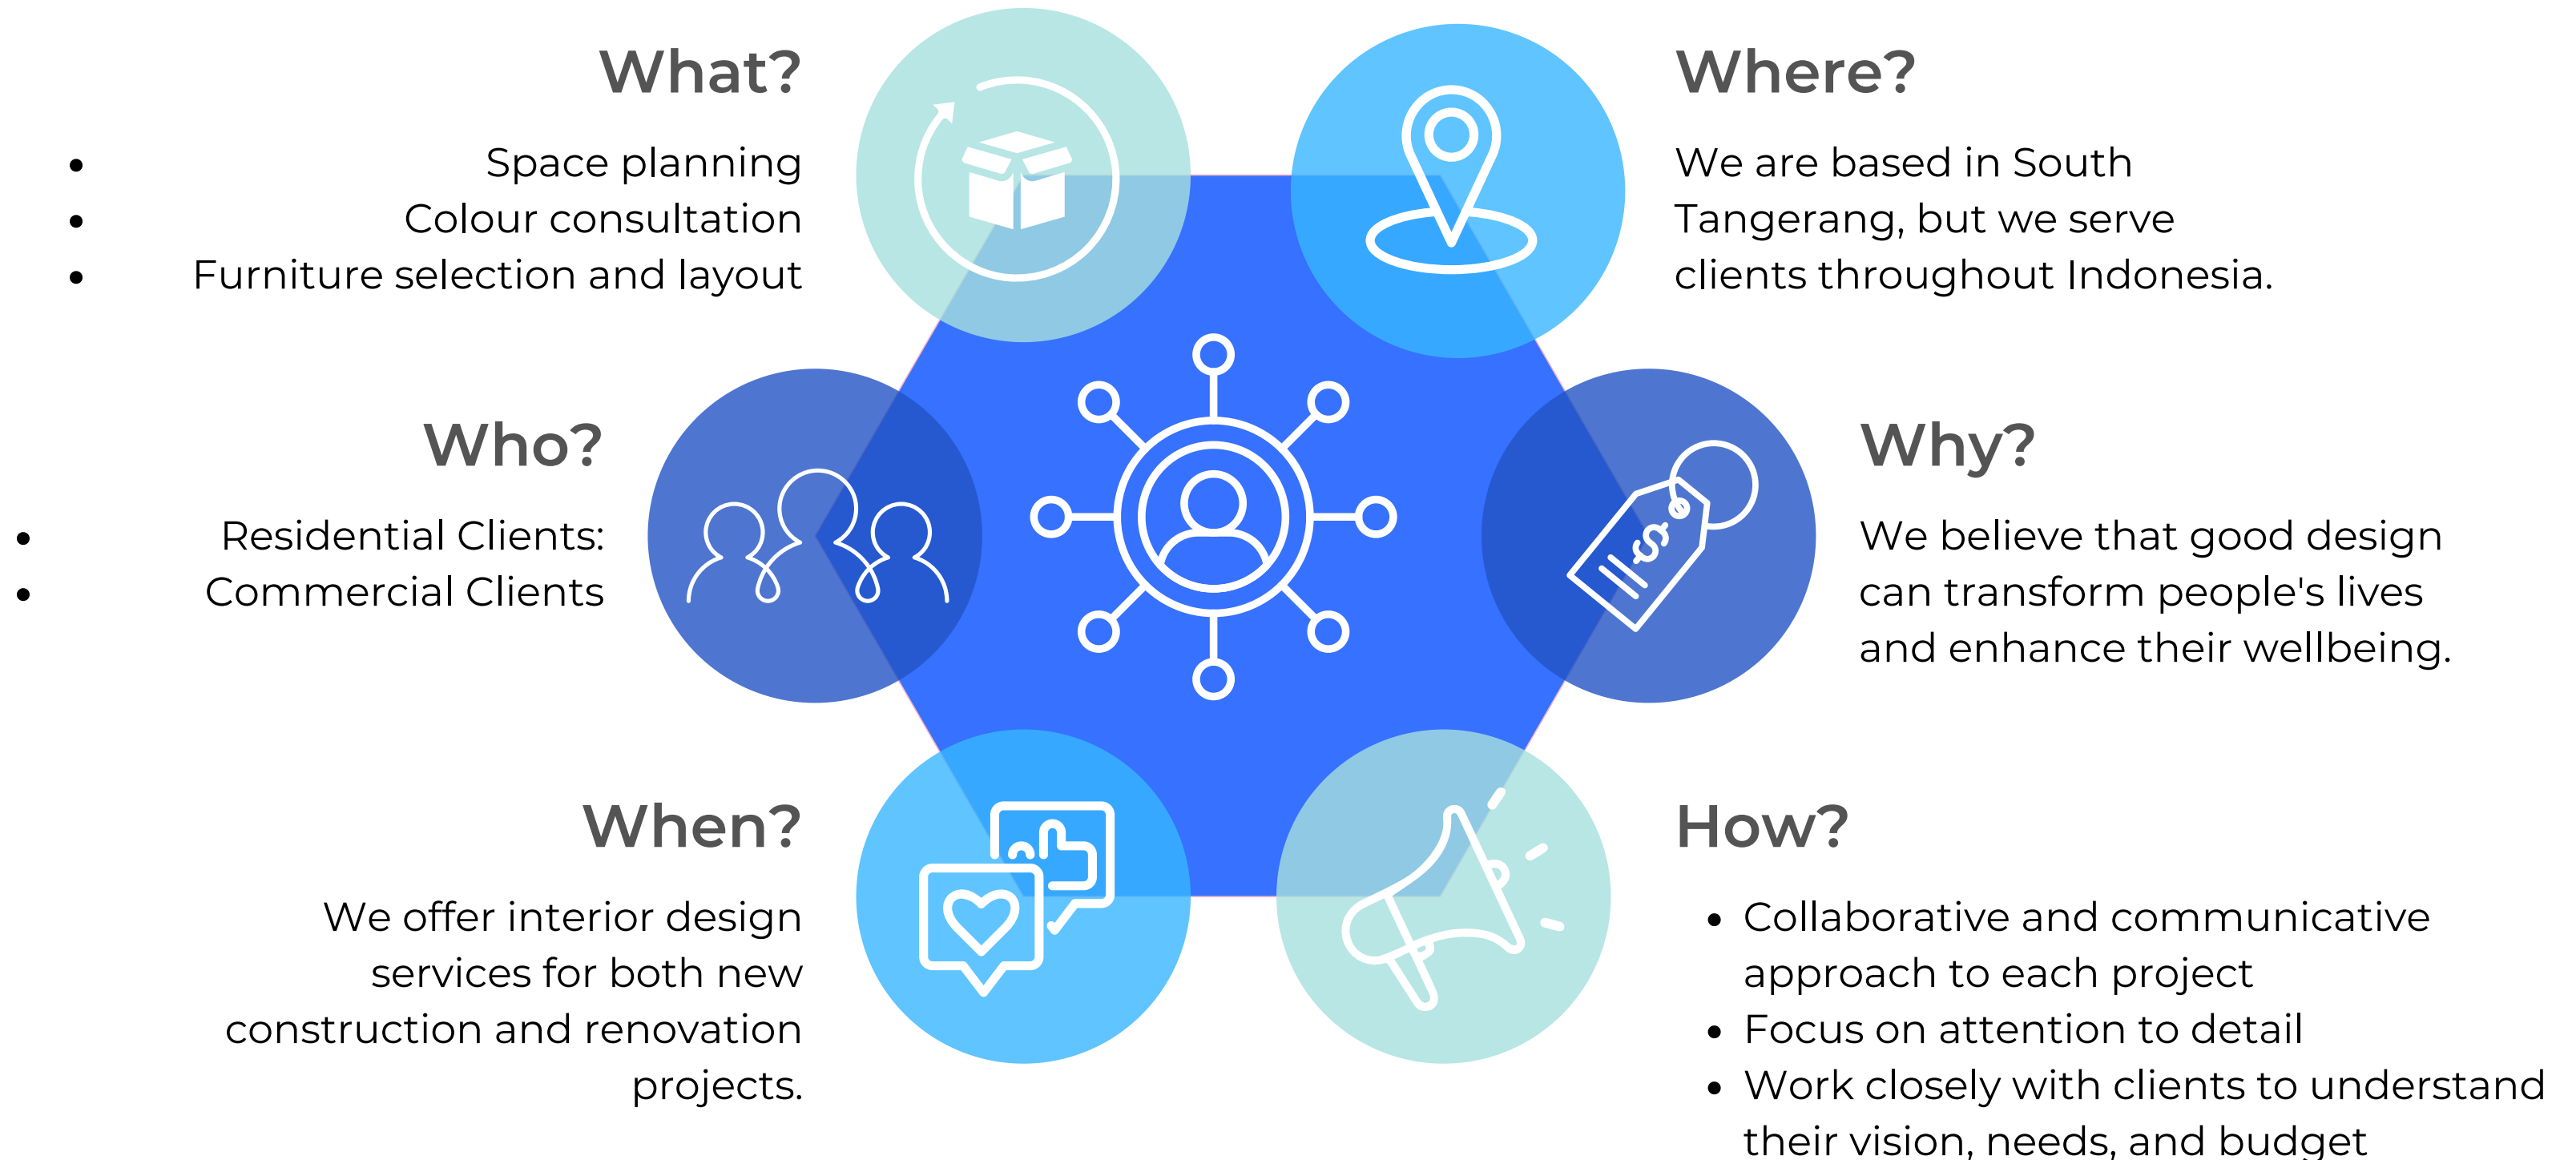 What?
• Space planning
• Colour consultation
• Furniture selection and layout
Where?
We are based in South
Tangerang, but we serve
clients throughout Indonesia.
Who?
• Residential Clients:
• Commercial Clients
Why?
We believe that good design
can transform people's lives
and enhance their wellbeing.
When?
We offer interior design
services for both new
construction and renovation
projects.
How?
• Collaborative and communicative
approach to each project
• Focus on attention to detail
• Work closely with clients to understand
their vision, needs, and budget
$